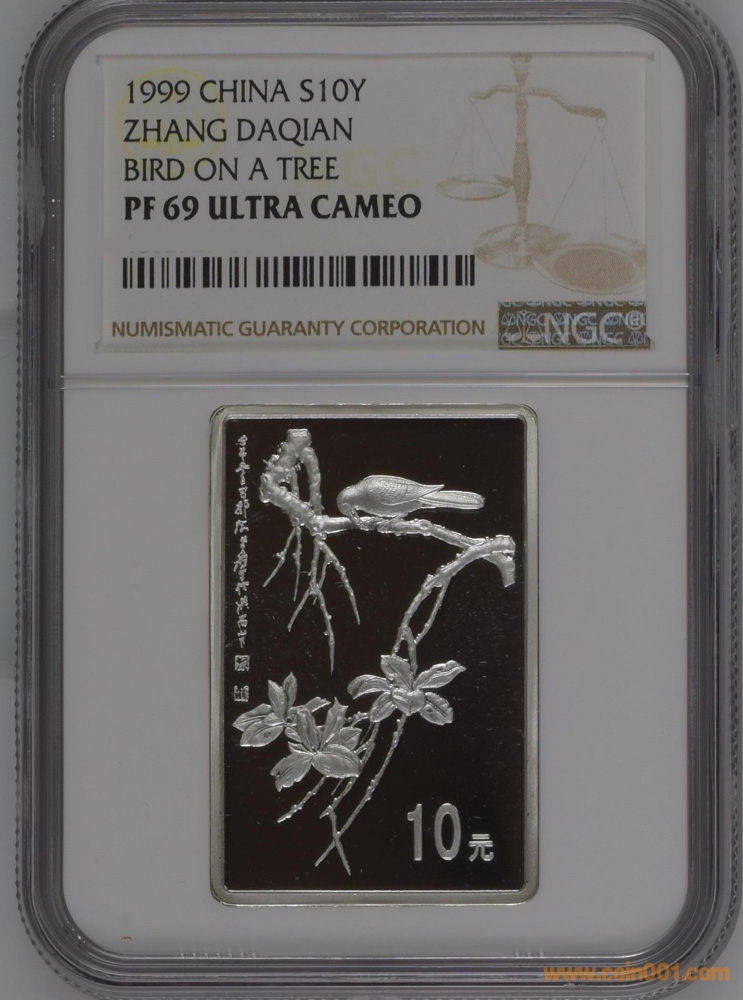 1999 CHINA S10Y
ZHANG DAQIAN
BIRD ON A TREE
PF 69 ULTRA CAMEO
NUMISMATIC GUARANTY CORPORATION
NGC®
10元
www.coin001.com